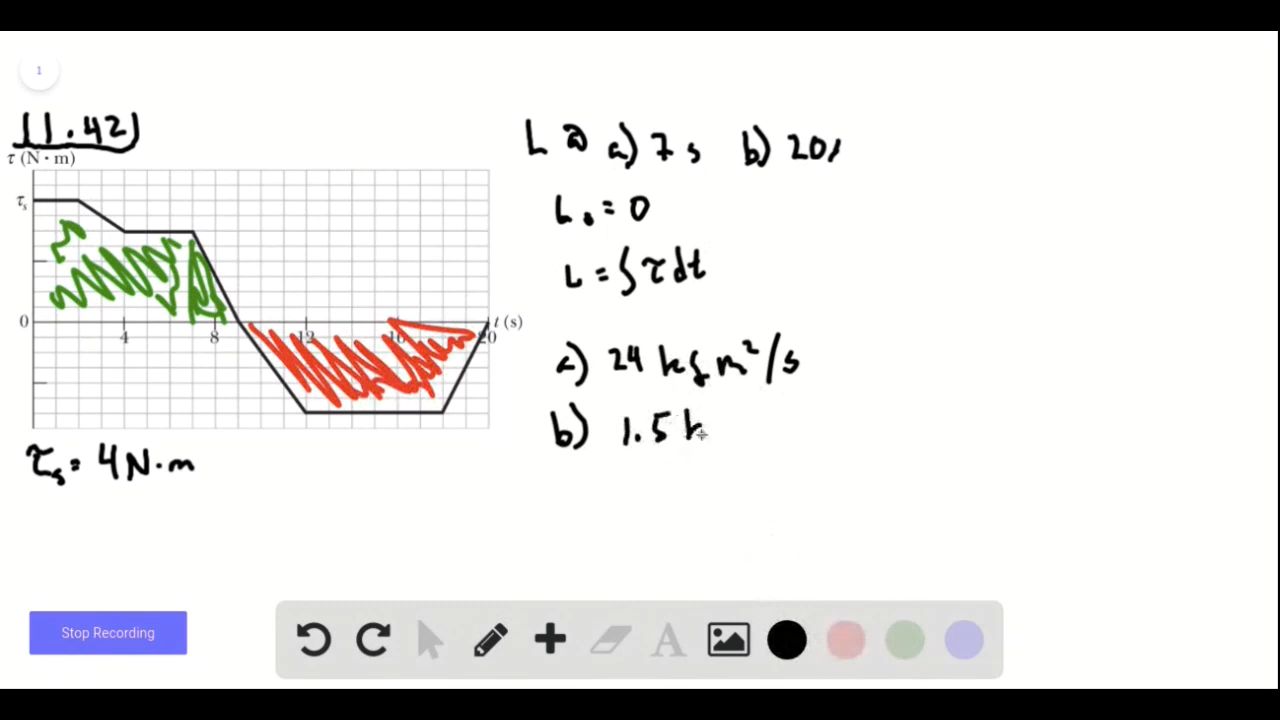 1
11.42)
τ (N · m)
τs
0
4
8
12
16
20
t (s)
τs = 4 N·m
L @ a) 7 s b) 20s
L₀ = 0
L = ∫ τ dt
a) 24 kg m²/s
b) 1.5 k
Stop Recording
A